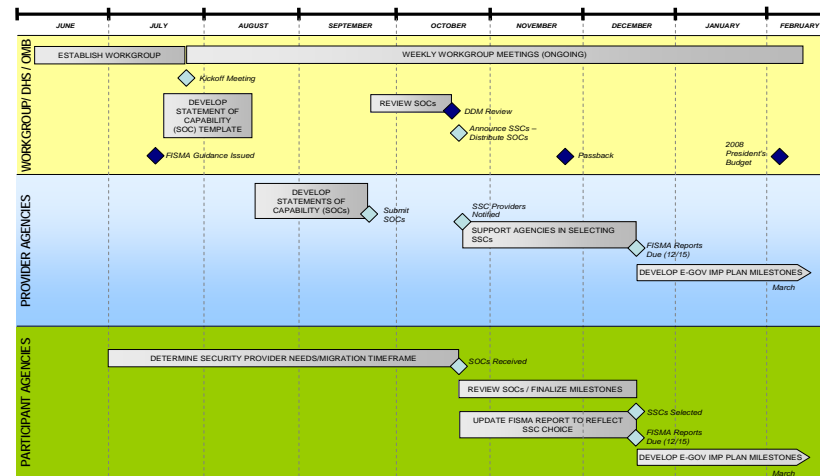 JUNE
JULY
AUGUST
SEPTEMBER
OCTOBER
NOVEMBER
DECEMBER
JANUARY
FEBRUARY
WORKGROUP/ DHS / OMB
ESTABLISH WORKGROUP
WEEKLY WORKGROUP MEETINGS (ONGOING)
Kickoff Meeting
DEVELOP
STATEMENT OF
CAPABILITY
(SOC) TEMPLATE
REVIEW SOCs
DDM Review
Announce SSCs –
Distribute SOCs
FISMA Guidance Issued
Passback
2008
President's
Budget
PROVIDER AGENCIES
DEVELOP
STATEMENTS OF
CAPABILITY (SOCs)
Submit
SOCs
SSC Providers
Notified
SUPPORT AGENCIES IN SELECTING
SSCs
FISMA Reports
Due (12/15)
DEVELOP E-GOV IMP PLAN MILESTONES
March
PARTICIPANT AGENCIES
DETERMINE SECURITY PROVIDER NEEDS/MIGRATION TIMEFRAME
SOCs Received
REVIEW SOCs / FINALIZE MILESTONES
SSCs Selected
UPDATE FISMA REPORT TO REFLECT
SSC CHOICE
FISMA Reports
Due (12/15)
DEVELOP E-GOV IMP PLAN MILESTONES
March